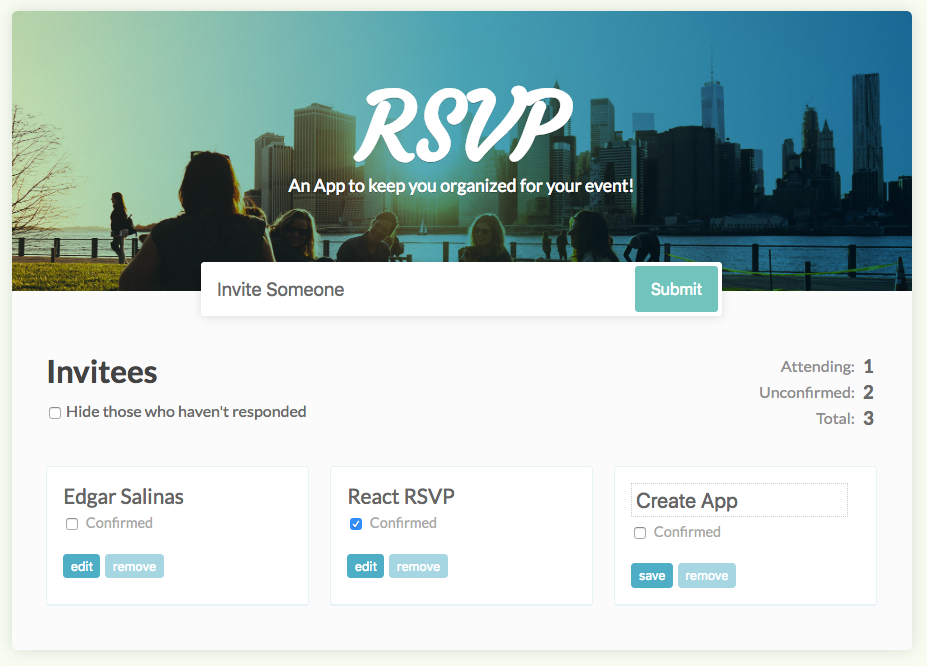 RSVP
An App to keep you organized for your event!
Invite Someone
Submit
Invitees
Hide those who haven't responded
Attending: 1
Unconfirmed: 2
Total: 3
Edgar Salinas
Confirmed
edit remove
React RSVP
Confirmed
edit remove
Create App
Confirmed
save remove